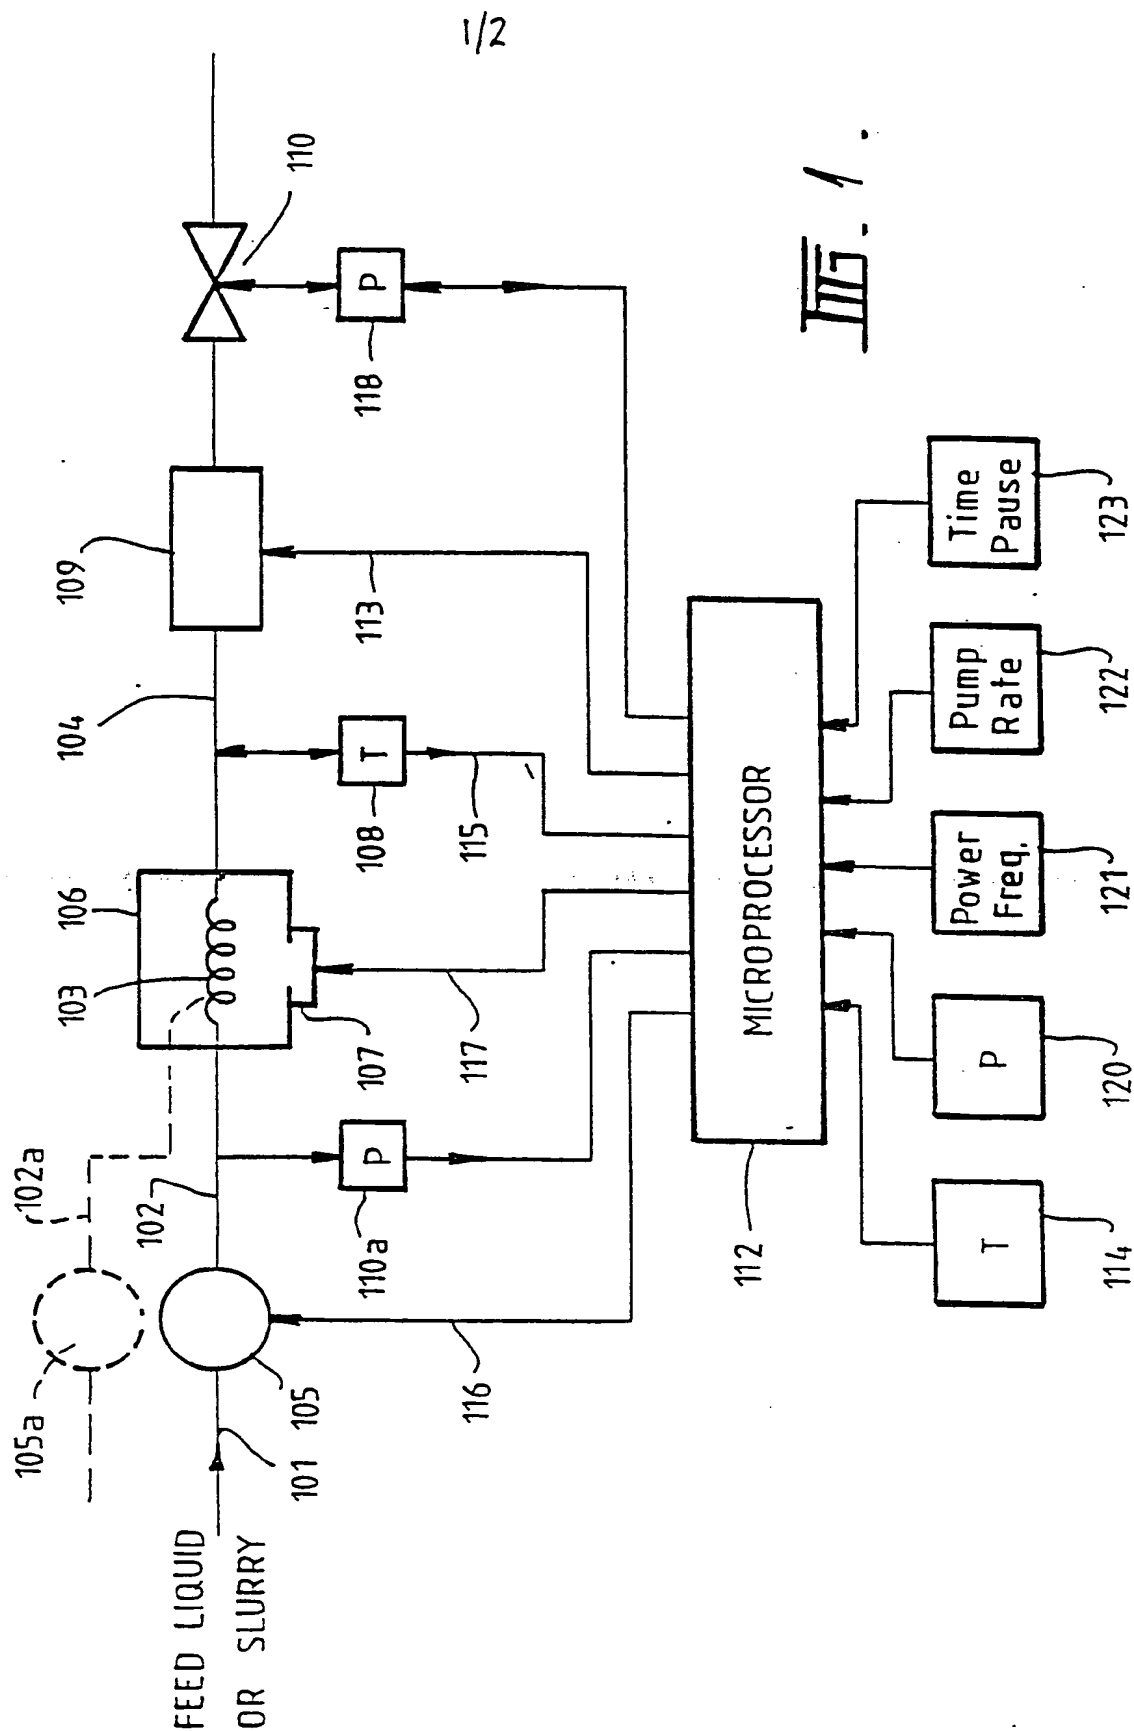 1/2
105a
102a
FEED LIQUID
OR SLURRY
101
105
102
103
106
107
104
109
110
110a
P
T
108
P
118
116
117
115
113
112
MICROPROCESSOR
T
P
Power
Freq.
Pump
Rate
Time
Pause
114
120
121
122
123
FIG. 1.